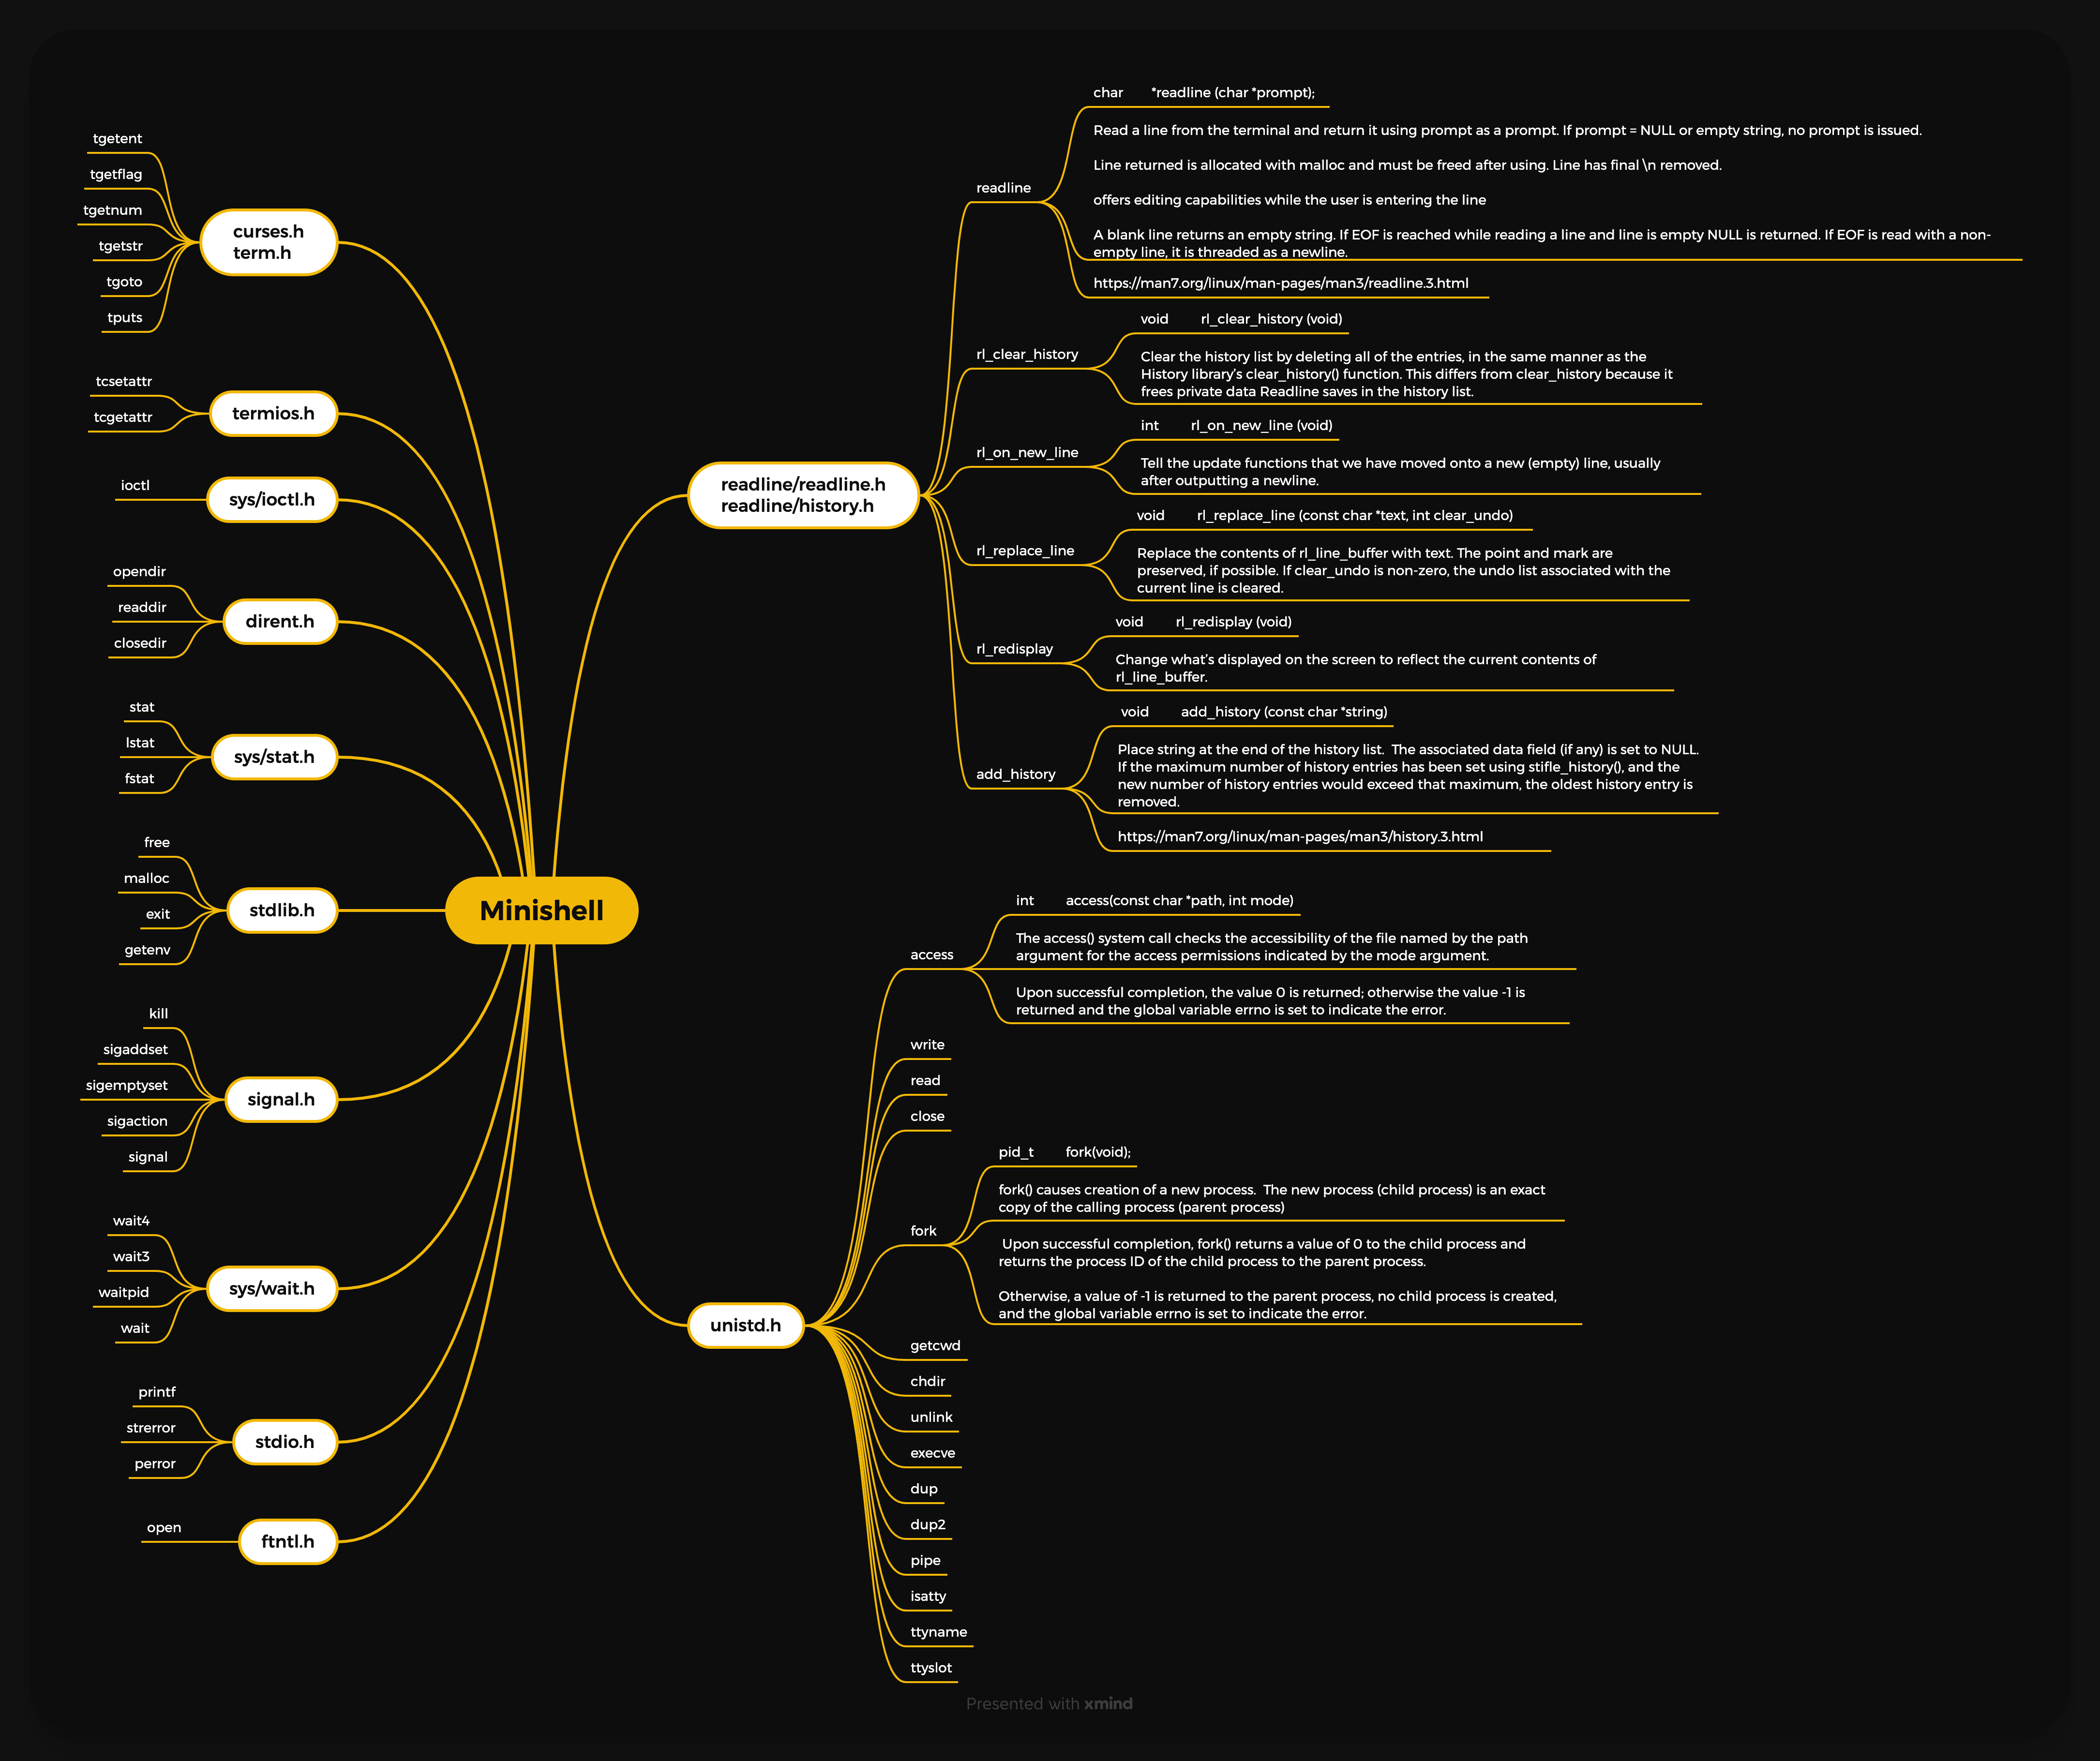 Minishell
curses.h
term.h
tgetent
tgetflag
tgetnum
tgetstr
tgoto
tputs
termios.h
tcsetattr
tcgetattr
sys/ioctl.h
ioctl
dirent.h
opendir
readdir
closedir
sys/stat.h
stat
lstat
fstat
stdlib.h
free
malloc
exit
getenv
signal.h
kill
sigaddset
sigemptyset
sigaction
signal
sys/wait.h
wait4
wait3
waitpid
wait
stdio.h
printf
strerror
perror
ftntl.h
open
readline/readline.h
readline/history.h
readline
char *readline (char *prompt);
Read a line from the terminal and return it using prompt as a prompt. If prompt = NULL or empty string, no prompt is issued.
Line returned is allocated with malloc and must be freed after using. Line has final \n removed.
offers editing capabilities while the user is entering the line
A blank line returns an empty string. If EOF is reached while reading a line and line is empty NULL is returned. If EOF is read with a non-
empty line, it is threaded as a newline.
https://man7.org/linux/man-pages/man3/readline.3.html
rl_clear_history
void rl_clear_history (void)
Clear the history list by deleting all of the entries, in the same manner as the
History library's clear_history() function. This differs from clear_history because it
frees private data Readline saves in the history list.
rl_on_new_line
int rl_on_new_line (void)
Tell the update functions that we have moved onto a new (empty) line, usually
after outputting a newline.
rl_replace_line
void rl_replace_line (const char *text, int clear_undo)
Replace the contents of rl_line_buffer with text. The point and mark are
preserved, if possible. If clear_undo is non-zero, the undo list associated with the
current line is cleared.
rl_redisplay
void rl_redisplay (void)
Change what's displayed on the screen to reflect the current contents of
rl_line_buffer.
add_history
void add_history (const char *string)
Place string at the end of the history list. The associated data field (if any) is set to NULL.
If the maximum number of history entries has been set using stifle_history(), and the
new number of history entries would exceed that maximum, the oldest history entry is
removed.
https://man7.org/linux/man-pages/man3/history.3.html
unistd.h
access
int access(const char *path, int mode)
The access() system call checks the accessibility of the file named by the path
argument for the access permissions indicated by the mode argument.
Upon successful completion, the value 0 is returned; otherwise the value -1 is
returned and the global variable errno is set to indicate the error.
write
read
close
fork
pid_t fork(void);
fork() causes creation of a new process. The new process (child process) is an exact
copy of the calling process (parent process)
Upon successful completion, fork() returns a value of 0 to the child process and
returns the process ID of the child process to the parent process.
Otherwise, a value of -1 is returned to the parent process, no child process is created,
and the global variable errno is set to indicate the error.
getcwd
chdir
unlink
execve
dup
dup2
pipe
isatty
ttyname
ttyslot
Presented with xmind